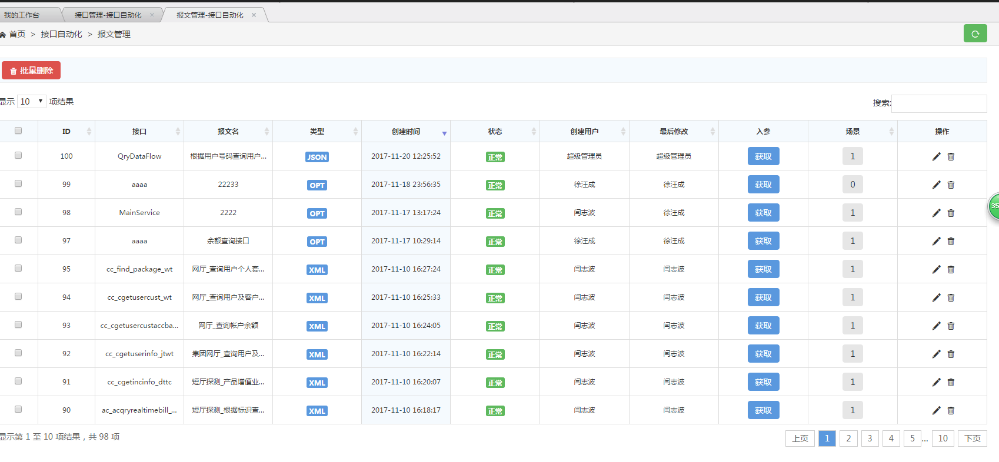 我的工作台 接口管理-接口自动化 × 报文管理-接口自动化 ×
首页 > 接口自动化 > 报文管理
批量删除
显示 10 项结果 搜索:
ID 接口 报文名 类型 创建时间 状态 创建用户 最后修改 入参 场景 操作
100 QryDataFlow 根据用户号码查询用户... JSON 2017-11-20 12:25:52 正常 超级管理员 超级管理员 获取 1
99 aaaa 22233 OPT 2017-11-18 23:56:35 正常 徐汪成 徐汪成 获取 0
98 MainService 2222 OPT 2017-11-17 13:17:24 正常 闫志波 徐汪成 获取 1
97 aaaa 余额查询接口 OPT 2017-11-17 10:29:14 正常 徐汪成 徐汪成 获取 1
95 cc_find_package_wt 网厅_查询用户个人套... XML 2017-11-10 16:27:24 正常 闫志波 闫志波 获取 1
94 cc_cgetusercust_wt 网厅_查询用户及客户... XML 2017-11-10 16:25:33 正常 闫志波 闫志波 获取 1
93 cc_cgetusercustaccba... 网厅_查询帐户余额 XML 2017-11-10 16:24:05 正常 闫志波 闫志波 获取 1
92 cc_cgetuserinfo_jtwt 集团网厅_查询用户及... XML 2017-11-10 16:22:14 正常 闫志波 闫志波 获取 1
91 cc_cgetincinfo_dttc 短厅探测_产品增值业... XML 2017-11-10 16:20:07 正常 闫志波 闫志波 获取 1
90 ac_acqryrealtimebill_... 短厅探测_根据标识查... XML 2017-11-10 16:18:17 正常 闫志波 闫志波 获取 1
显示第 1 至 10 项结果，共 98 项 上页 1 2 3 4 5 ... 10 下页
35